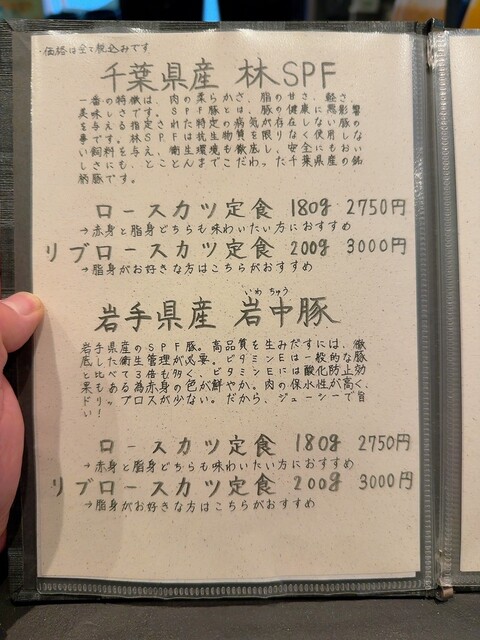 ・価格は全て税込みです
千葉県産 林SPF
一番の特徴は、肉の柔らかさ、脂の甘さ、軽さ、
美味しさです。SPF豚とは、豚の健康に悪影響
を与える指定された特定の病気が存在しない豚の
事です。林SPFは抗生物質を限りなく使用しな
い飼料を与え、衛生環境も徹底し、安全にもおい
しさにも、とことんまでこだわった千葉県産の銘
柄豚です。
ロースカツ定食 180g 2750円
→赤身と脂身どちらも味わいたい方におすすめ
リブロースカツ定食 200g 3000円
→脂身がお好きな方はこちらがおすすめ
いわちゅう
岩手県産 岩中豚
岩手県産のSPF豚。高品質を生みだすには、徹
底した衛生管理が必要。ビタミンEは一般的な豚
と比べて3倍も多く、ビタミンEには酸化防止効
果もある為赤身の色が鮮やか。肉の保水性が高く、
ドリップロスが少ない。だから、ジューシーで旨
い!
ロースカツ定食 180g 2750円
→赤身と脂身どちらも味わいたい方におすすめ
リブロースカツ定食 200g 3000円
→脂身がお好きな方はこちらがおすすめ